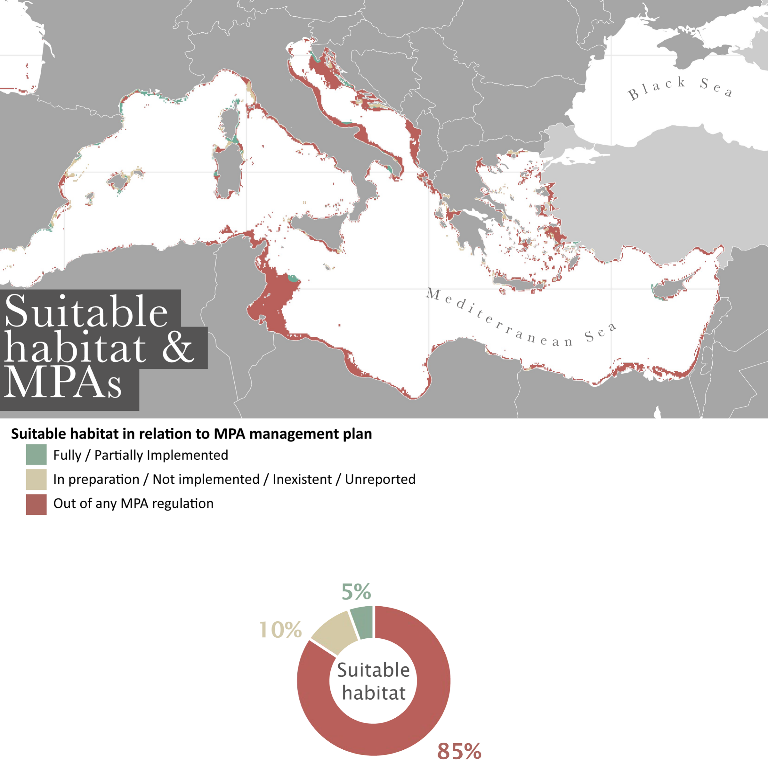 Black Sea
Mediterranean Sea
Suitable
habitat &
MPAs
Suitable habitat in relation to MPA management plan
Fully / Partially Implemented
In preparation / Not implemented / Inexistent / Unreported
Out of any MPA regulation
5%
10%
Suitable
habitat
85%